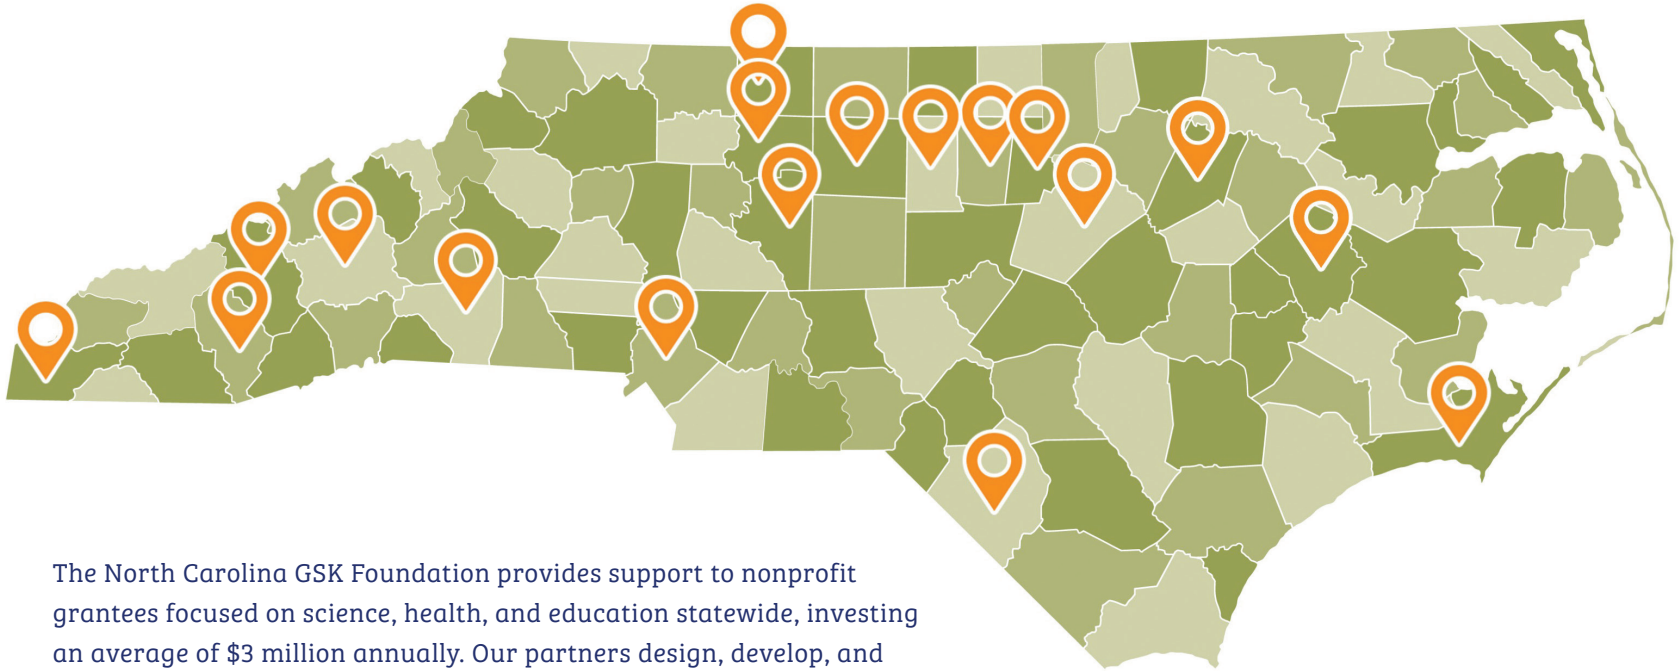 The North Carolina GSK Foundation provides support to nonprofit
grantees focused on science, health, and education statewide, investing
an average of $3 million annually. Our partners design, develop, and